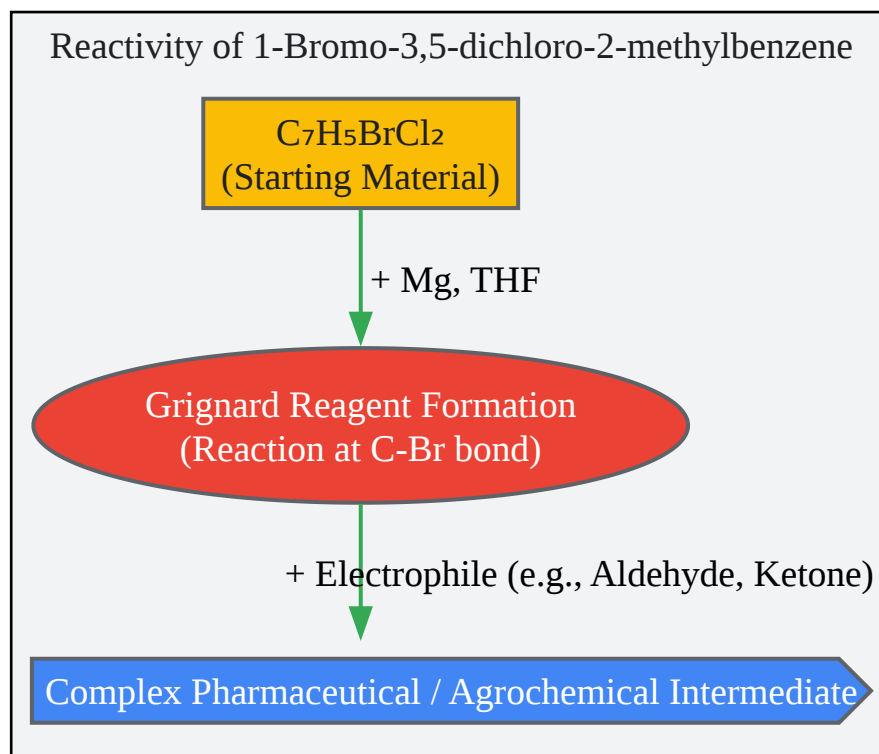 Reactivity of 1-Bromo-3,5-dichloro-2-methylbenzene
C₇H₅BrCl₂
(Starting Material)
+ Mg, THF
Grignard Reagent Formation
(Reaction at C-Br bond)
+ Electrophile (e.g., Aldehyde, Ketone)
Complex Pharmaceutical / Agrochemical Intermediate